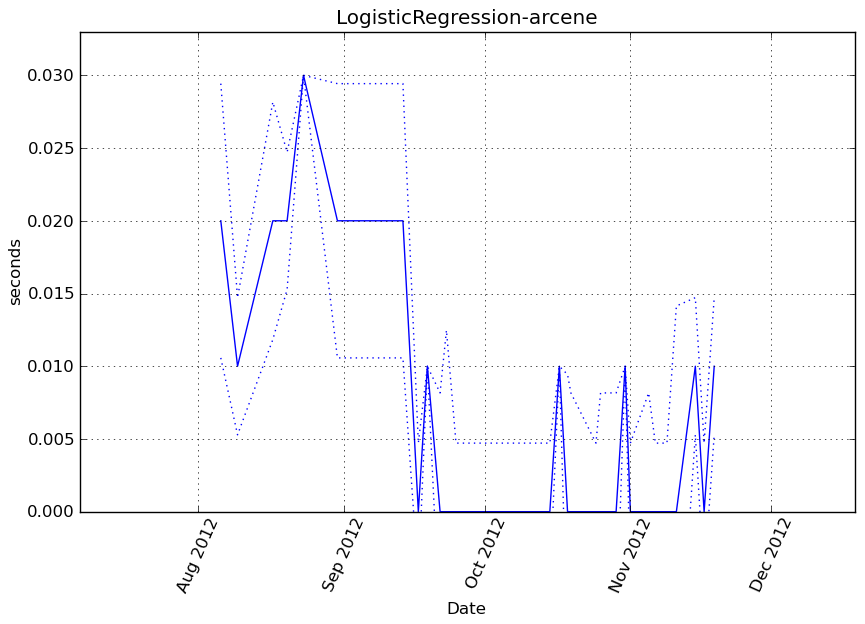 LogisticRegression-arcene
0.030
0.025
0.020
0.015
0.010
0.005
0.000
seconds
Aug 2012
Sep 2012
Oct 2012
Nov 2012
Dec 2012
Date